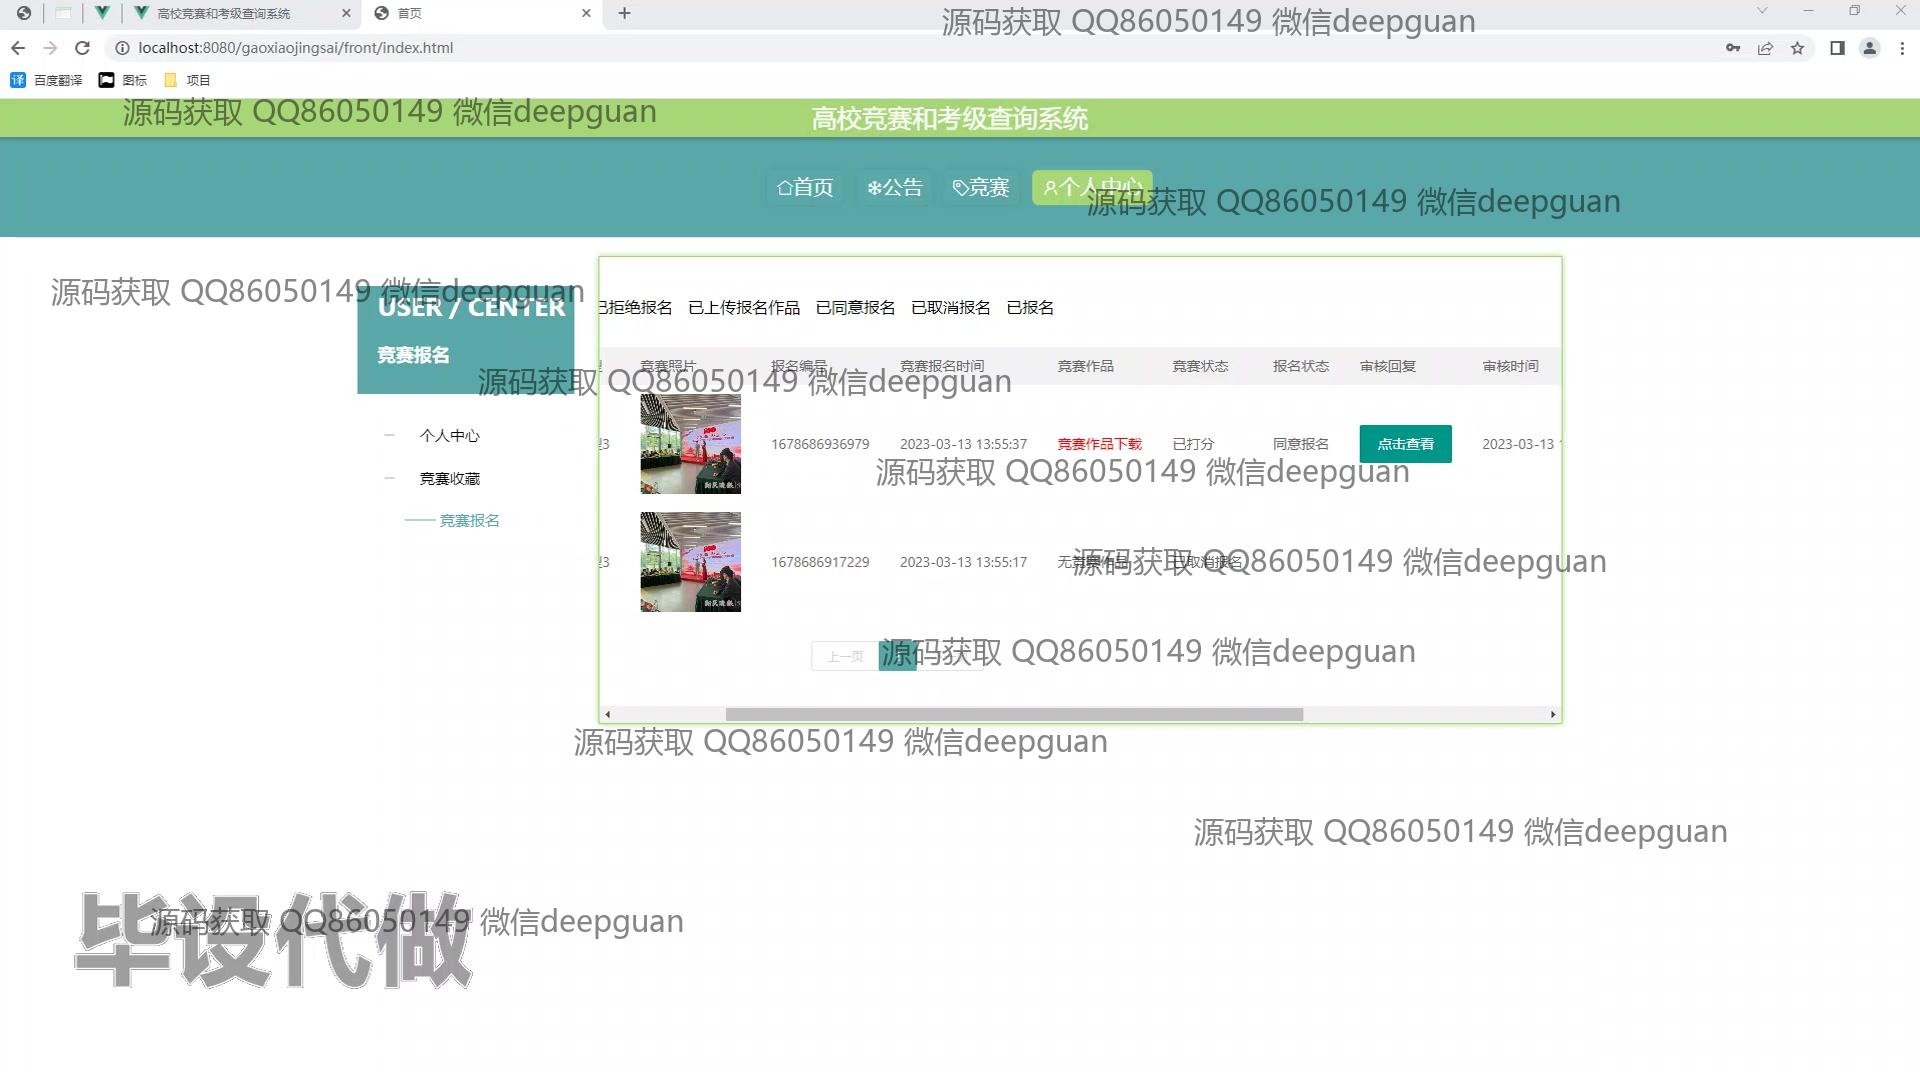 高校竞赛和考级查询系统
首页
源码获取 QQ86050149 微信deepguan
localhost:8080/gaoxiaojingsai/front/index.html
百度翻译 图标 项目
源码获取 QQ86050149 微信deepguan
高校竞赛和考级查询系统
首页 公告 竞赛 个人中心
源码获取 QQ86050149 微信deepguan
源码获取 QQ86050149 微信deepguan
USER / CENTER
竞赛报名
已拒绝报名 已上传报名作品 已同意报名 已取消报名 已报名
竞赛照片 报名编号 竞赛报名时间 竞赛作品 竞赛状态 报名状态 审核回复 审核时间
源码获取 QQ86050149 微信deepguan
个人中心
竞赛收藏
竞赛报名
型3 1678686936979 2023-03-13 13:55:37 竞赛作品下载 已打分 同意报名 点击查看 2023-03-13
源码获取 QQ86050149 微信deepguan
型3 1678686917229 2023-03-13 13:55:17 无竞赛作品 已取消报名
源码获取 QQ86050149 微信deepguan
上一页
源码获取 QQ86050149 微信deepguan
源码获取 QQ86050149 微信deepguan
源码获取 QQ86050149 微信deepguan
源码获取 QQ86050149 微信deepguan
毕设代做